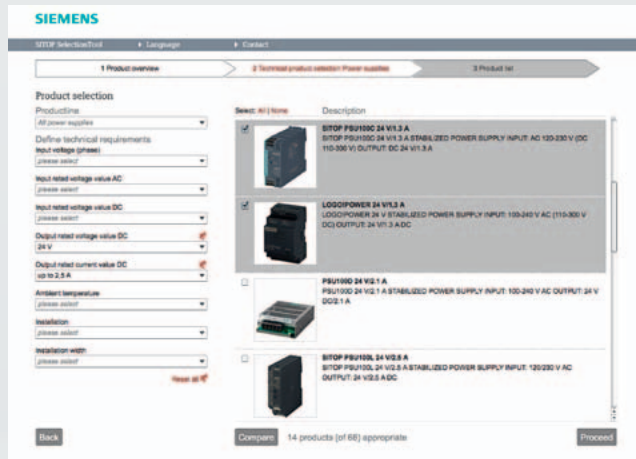 SIEMENS
SITOP SelectionTool
Language
Contact
1 Product overview
2 Technical product selection Power supplies
3 Product list
Product selection
Productline
All power supplies
Define technical requirements
Input voltage (phase)
please select
Input rated voltage value AC
please select
Input rated voltage value DC
please select
Output rated voltage value DC
24 V
Output rated current value DC
up to 2,5 A
Ambient temperature
please select
Installation
please select
Installation width
please select
Reset all
Select: All | None
Description
SITOP PSU100C 24 V/1.3 A
SITOP PSU100C 24 V/1.3 A STABILIZED POWER SUPPLY INPUT: AC 120-230 V (DC
110-300 V) OUTPUT: DC 24 V/1.3 A
LOGO!POWER 24 V/1,3 A
LOGO!POWER 24 V STABILIZED POWER SUPPLY INPUT: 100-240 V AC (110-300 V
DC) OUTPUT: 24 V/1.3 A DC
PSU100D 24 V/2.1 A
PSU100D 24 V/2.1 A STABILIZED POWER SUPPLY INPUT: 100-240 V AC OUTPUT: 24 V
DC/2.1 A
SITOP PSU100L 24 V/2.5 A
SITOP PSU100L 24 V/2.5 A STABILIZED POWER SUPPLY INPUT: 120/230 V AC
OUTPUT: 24 V/2.5 A DC
Back
Compare
14 products (of 68) appropriate
Proceed